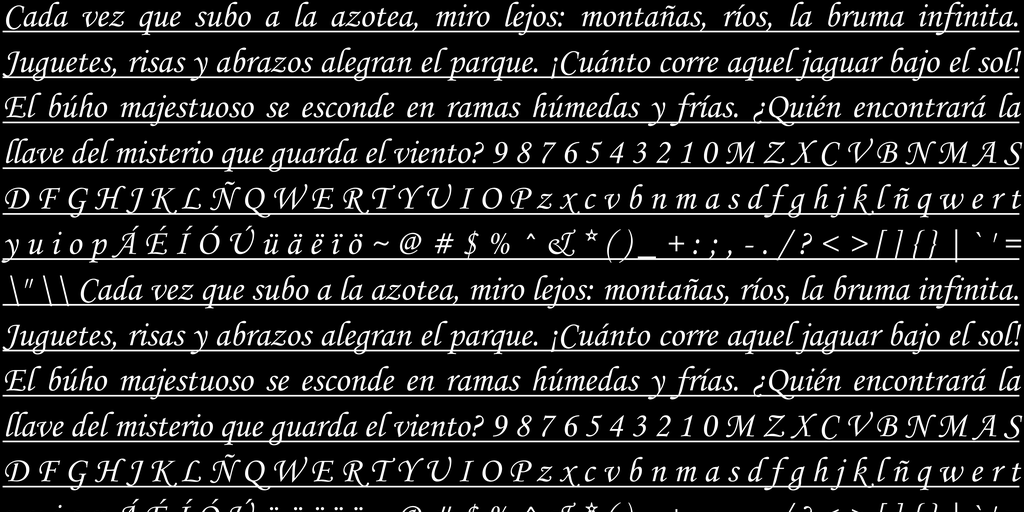 Cada vez que subo a la azotea, miro lejos: montañas, ríos, la bruma infinita.
Juguetes, risas y abrazos alegran el parque. ¡Cuánto corre aquel jaguar bajo el sol!
El búho majestuoso se esconde en ramas húmedas y frías. ¿Quién encontrará la
llave del misterio que guarda el viento? 9 8 7 6 5 4 3 2 1 0 M Z X C V B N M A S
D F G H J K L Ñ Q W E R T Y U I O P z x c v b n m a s d f g h j k l ñ q w e r t
y u i o p Á É Í Ó Ú ü ä ë ï ö ~ @ # $ % ^ & * ( ) _ + : ; , - . / ? < > [ ] { } | ` ' =
\" \ \ Cada vez que subo a la azotea, miro lejos: montañas, ríos, la bruma infinita.
Juguetes, risas y abrazos alegran el parque. ¡Cuánto corre aquel jaguar bajo el sol!
El búho majestuoso se esconde en ramas húmedas y frías. ¿Quién encontrará la
llave del misterio que guarda el viento? 9 8 7 6 5 4 3 2 1 0 M Z X C V B N M A S
D F G H J K L Ñ Q W E R T Y U I O P z x c v b n m a s d f g h j k l ñ q w e r t